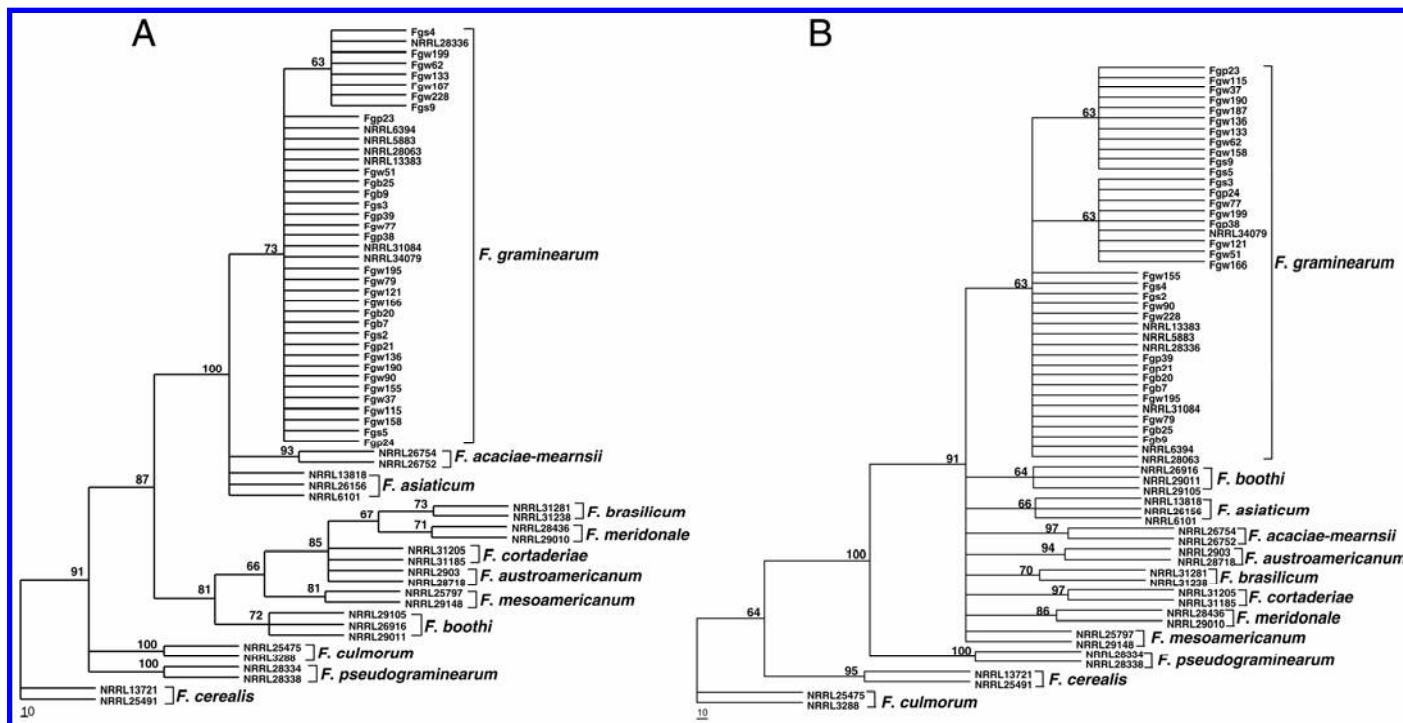 A
Fgs4
NRRL28336
Fgw199
63
Fgw62
Fgw133
Fgw228
Fgs9
Fgp23
NRRL6394
NRRL5883
NRRL28063
NRRL13383
Fgw51
Fgb25
Fgb9
Fgs3
Fgp39
Fgw77
Fgp38
73
NRRL31084
F. graminearum
NRRL34079
Fgw195
Fgw79
Fgw121
Fgw166
Fgb20
Fgb7
Fgs2
Fgp21
Fgw136
100
Fgw190
Fgw90
Fgw155
Fgw37
Fgw115
Fgw158
Fgs5
Fgp24
93
NRRL26754
F. acaciae-mearnsii
NRRL26752
87
NRRL13818
NRRL26156
F. asiaticum
NRRL6101
73
NRRL31281
F. brasilicum
NRRL31238
67
71
NRRL28436
F. meridonale
NRRL29010
85
NRRL31205
F. cortaderiae
NRRL31185
91
66
NRRL2903
F. austroamericanum
NRRL28718
81
81
NRRL25797
F. mesoamericanum
NRRL29148
72
NRRL29105
NRRL26916
F. boothi
NRRL29011
100
NRRL25475
F. culmorum
NRRL3288
100
NRRL28334
F. pseudograminearum
NRRL28338
NRRL13721
F. cerealis
NRRL25491
10
B
Fgp23
Fgw115
Fgw37
Fgw190
63
Fgw187
Fgw136
Fgw133
Fgw62
Fgw158
Fgs9
Fgs5
Fgs3
Fgp24
Fgw77
63
Fgw199
Fgp38
NRRL34079
Fgw121
Fgw51
F. graminearum
Fgw166
63
Fgw155
Fgs4
Fgs2
Fgw90
Fgw228
NRRL13383
NRRL5883
NRRL28336
Fgp39
Fgp21
Fgb20
Fgb7
Fgw195
NRRL31084
Fgw79
Fgb25
Fgb9
NRRL6394
91
NRRL28063
64
NRRL26916
NRRL29011
F. boothi
NRRL29105
66
NRRL13818
NRRL26156
F. asiaticum
NRRL6101
97
NRRL26754
F. acaciae-mearnsii
NRRL26752
94
NRRL2903
F. austroamericanum
NRRL28718
100
70
NRRL31281
F. brasilicum
NRRL31238
97
NRRL31205
F. cortaderiae
NRRL31185
86
NRRL28436
F. meridonale
NRRL29010
64
NRRL25797
F. mesoamericanum
NRRL29148
100
NRRL28334
F. pseudograminearum
NRRL28338
95
NRRL13721
F. cerealis
NRRL25491
NRRL25475
F. culmorum
NRRL3288
10